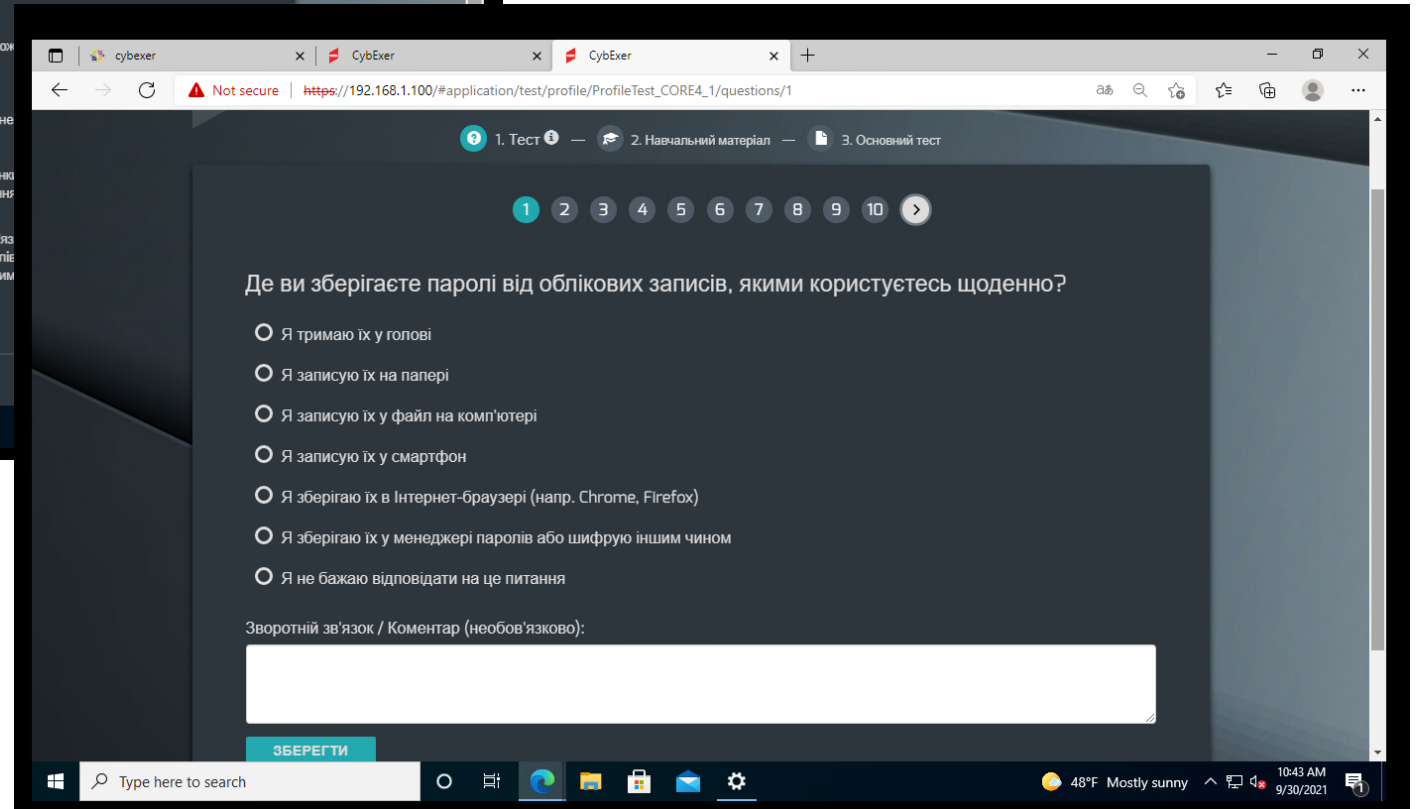 cybexer
CybExer
CybExer
Not secure https://192.168.1.100/#application/test/profile/ProfileTest_CORE4_1/questions/1
1. Тест — 2. Навчальний матеріал — 3. Основний тест
1 2 3 4 5 6 7 8 9 10 >
Де ви зберігаєте паролі від облікових записів, якими користуєтесь щоденно?
Я тримаю їх у голові
Я записую їх на папері
Я записую їх у файл на комп'ютері
Я записую їх у смартфон
Я зберігаю їх в Інтернет-браузері (напр. Chrome, Firefox)
Я зберігаю їх у менеджері паролів або шифрую іншим чином
Я не бажаю відповідати на це питання
Зворотній зв'язок / Коментар (необов'язково):
ЗБЕРЕГТИ
Type here to search
48°F Mostly sunny
10:43 AM
9/30/2021